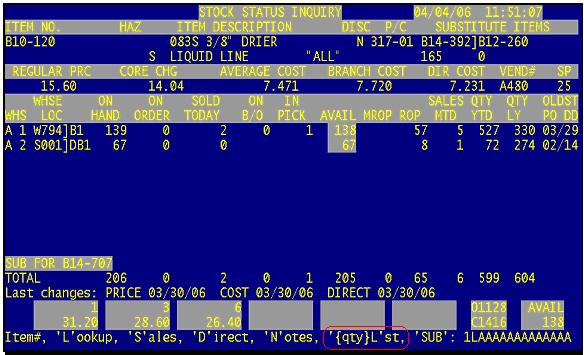 STOCK STATUS INQUIRY 04/04/06 11:51:07
ITEM NO. HAZ ITEM DESCRIPTION DISC P/C SUBSTITUTE ITEMS
B10-120 083S 3/8" DRIER N 317-01 B14-392]B12-260
S LIQUID LINE "ALL" 165 0
REGULAR PRC CORE CHG AVERAGE COST BRANCH COST DIR COST VEND# SP
15.60 14.04 7.471 7.720 7.231 A480 25
WHSE ON ON SOLD ON IN SALES QTY QTY OLDST
WHS LOC HAND ORDER TODAY B/O PICK AVAIL MROP ROP MTD YTD LY PO DD
A 1 W794]B1 139 0 2 0 1 138 57 5 527 330 03/29
A 2 S001]DB1 67 0 0 67 8 1 72 274 02/14
SUB FOR B14-707
TOTAL 206 0 2 0 1 205 0 65 6 599 604
Last changes: PRICE 03/30/06 COST 03/30/06 DIRECT 03/30/06
1 3 6 O1128 AVAIL
31.20 28.60 26.40 C1416 138
Item#, 'L'ookup, 'S'ales, 'D'irect, 'N'otes, '{qty}L'st, 'SUB': 1LAAAAAAAAAAAAA